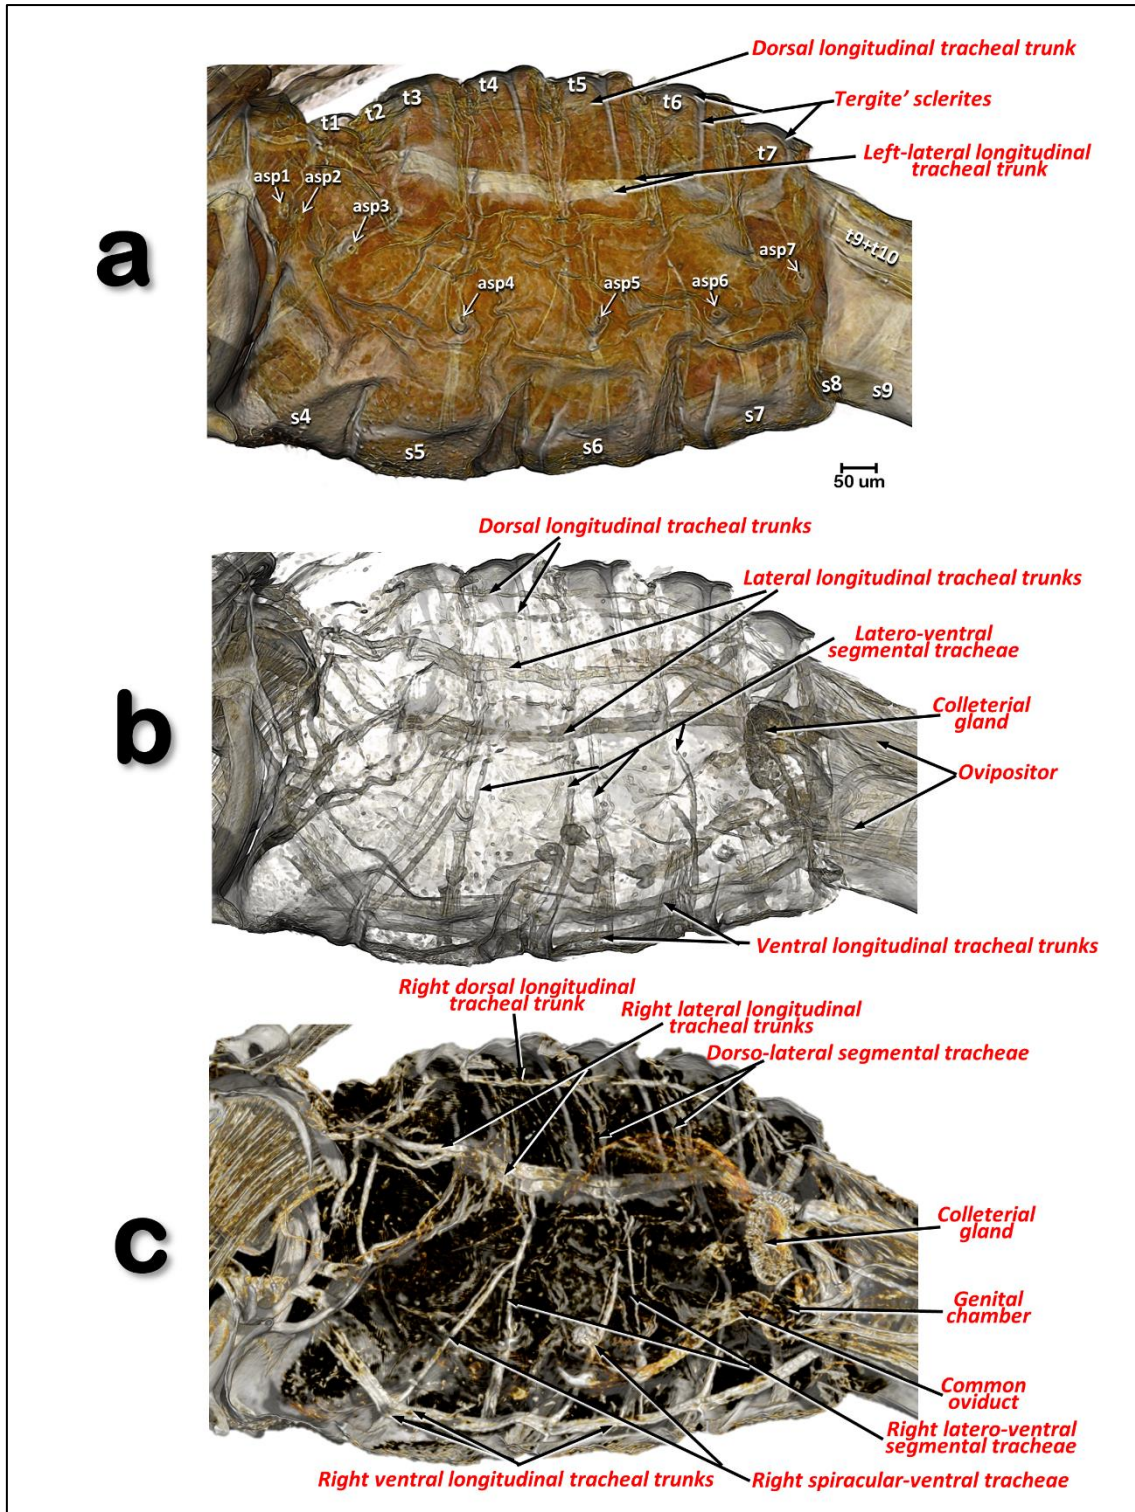 a
Dorsal longitudinal tracheal trunk
Tergite' sclerites
Left-lateral longitudinal
tracheal trunk
t1
t2
t3
t4
t5
t6
t7
t9+t10
asp1
asp2
asp3
asp4
asp5
asp6
asp7
s4
s5
s6
s7
s8
s9
50 um
b
Dorsal longitudinal tracheal trunks
Lateral longitudinal tracheal trunks
Latero-ventral
segmental tracheae
Colleterial
gland
Ovipositor
Ventral longitudinal tracheal trunks
c
Right dorsal longitudinal
tracheal trunk
Right lateral longitudinal
tracheal trunks
Dorso-lateral segmental tracheae
Colleterial
gland
Genital
chamber
Common
oviduct
Right latero-ventral
segmental tracheae
Right ventral longitudinal tracheal trunks
Right spiracular-ventral tracheae